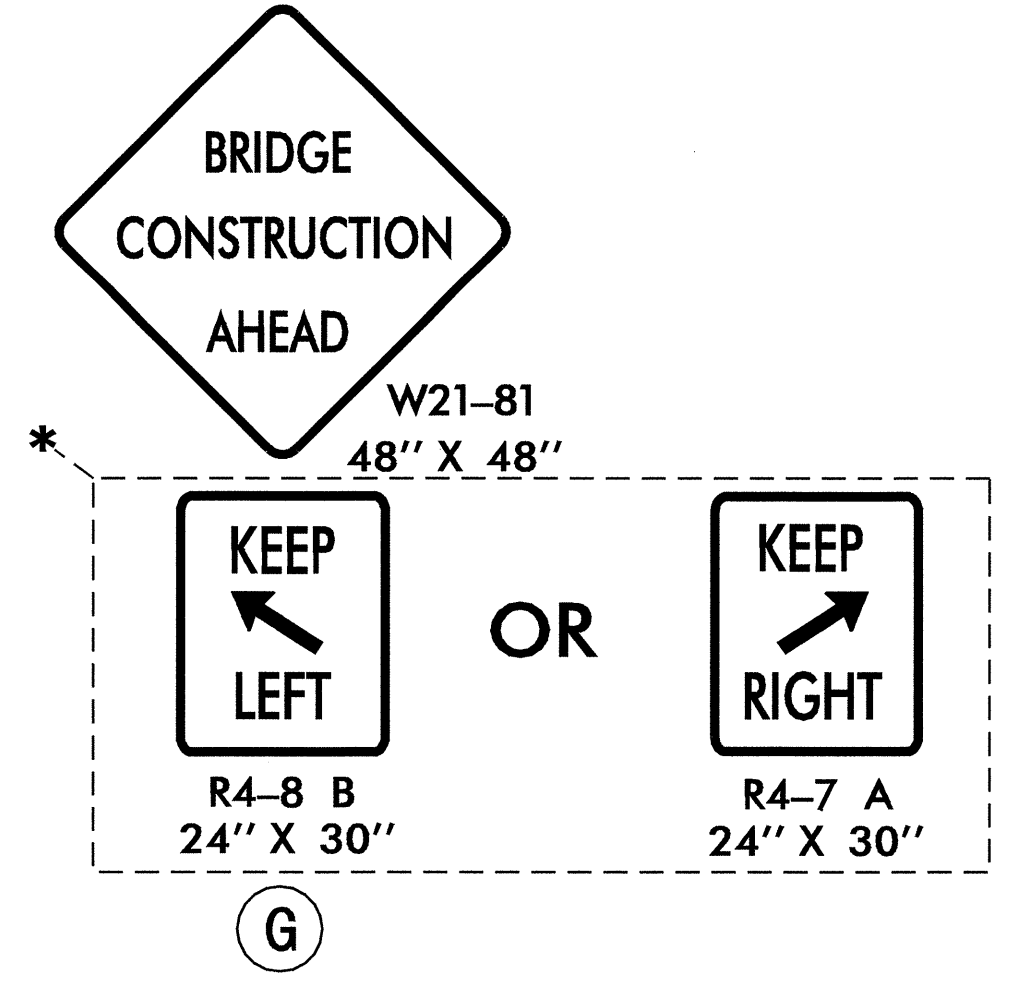 BRIDGE
CONSTRUCTION
AHEAD
W21–81
48" X 48"
*
KEEP
LEFT
OR
KEEP
RIGHT
R4–8 B
24" X 30"
R4–7 A
24" X 30"
G